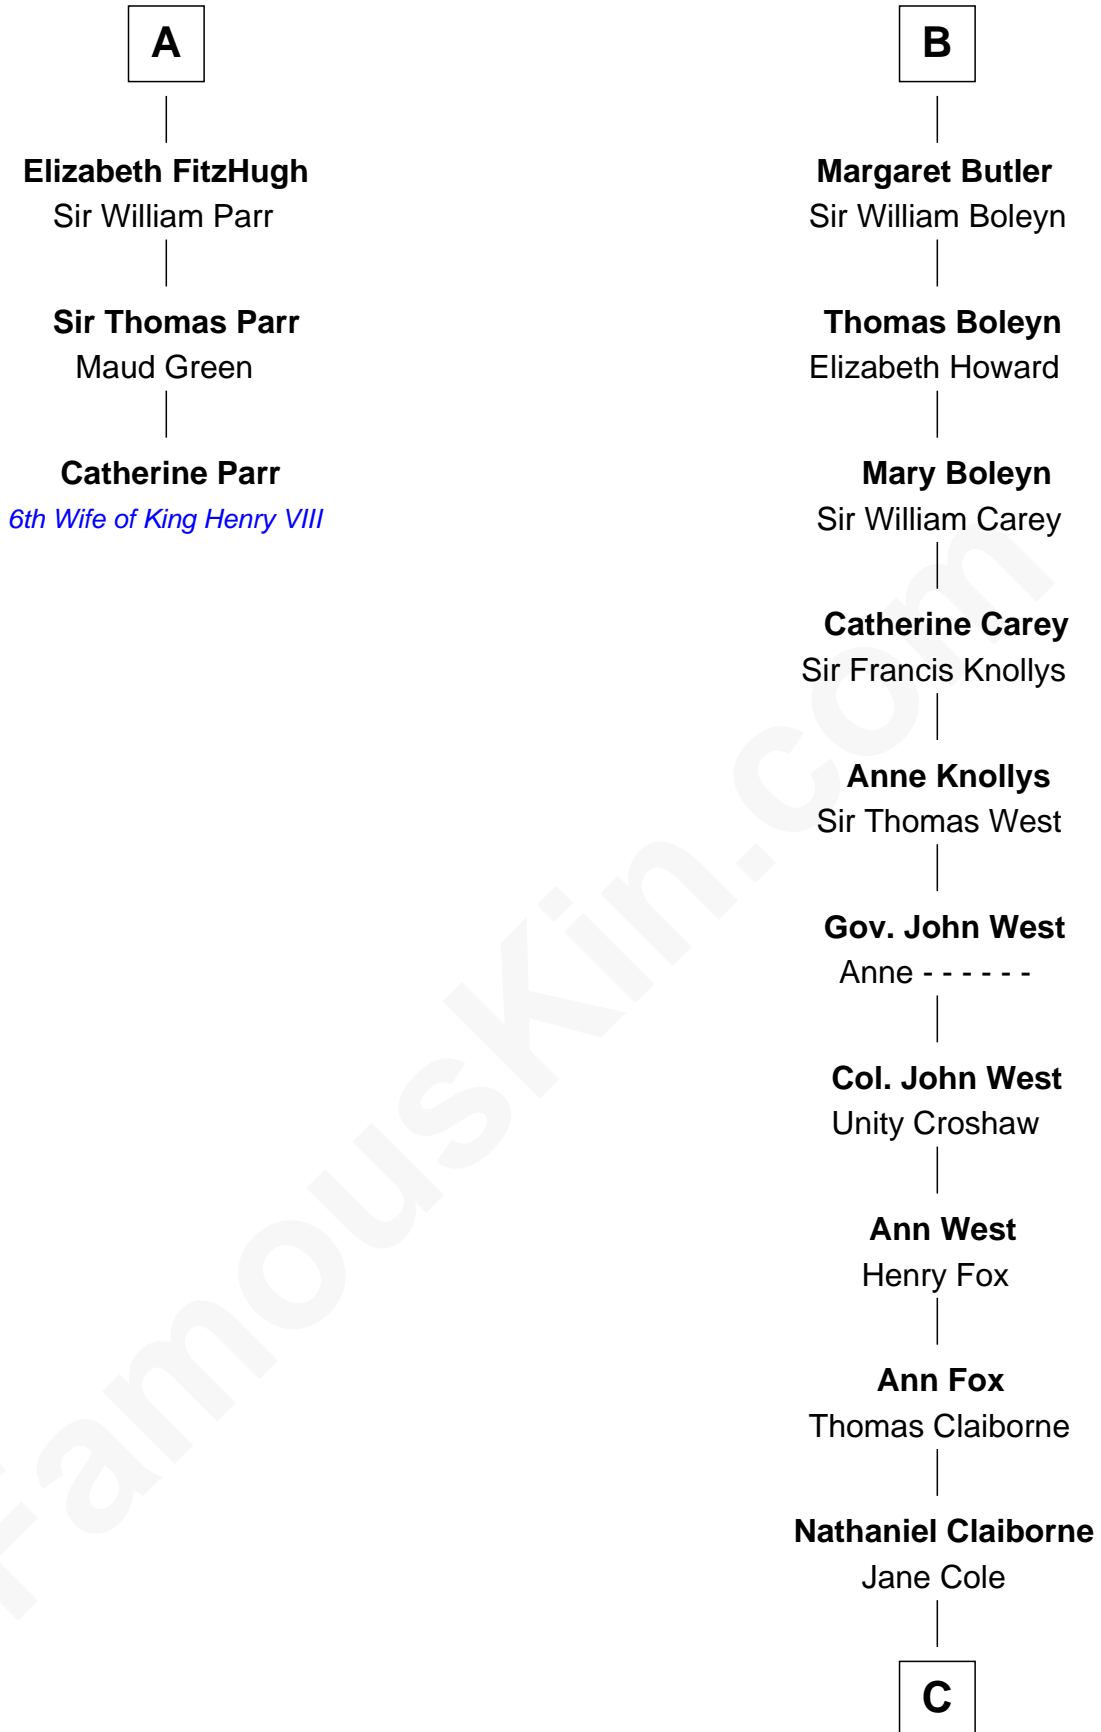 A
Elizabeth FitzHugh
Sir William Parr
Sir Thomas Parr
Maud Green
Catherine Parr
6th Wife of King Henry VIII
B
Margaret Butler
Sir William Boleyn
Thomas Boleyn
Elizabeth Howard
Mary Boleyn
Sir William Carey
Catherine Carey
Sir Francis Knollys
Anne Knollys
Sir Thomas West
Gov. John West
Anne - - - - - -
Col. John West
Unity Croshaw
Ann West
Henry Fox
Ann Fox
Thomas Claiborne
Nathaniel Claiborne
Jane Cole
C
FamousKin.com